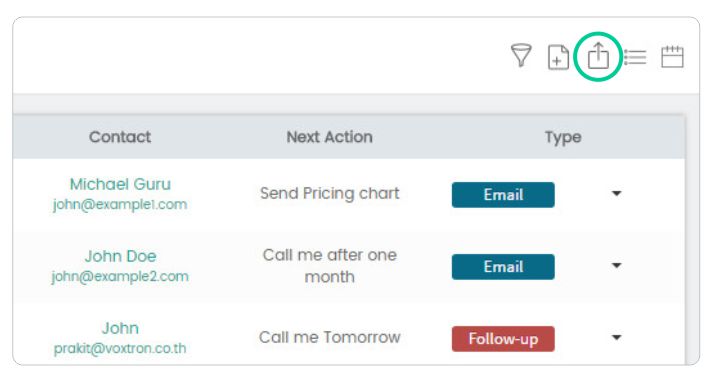 Contact Next Action Type
Michael Guru
john@example1.com
Send Pricing chart
Email
John Doe
john@example2.com
Call me after one
month
Email
John
prakit@voxtron.co.th
Call me Tomorrow
Follow-up